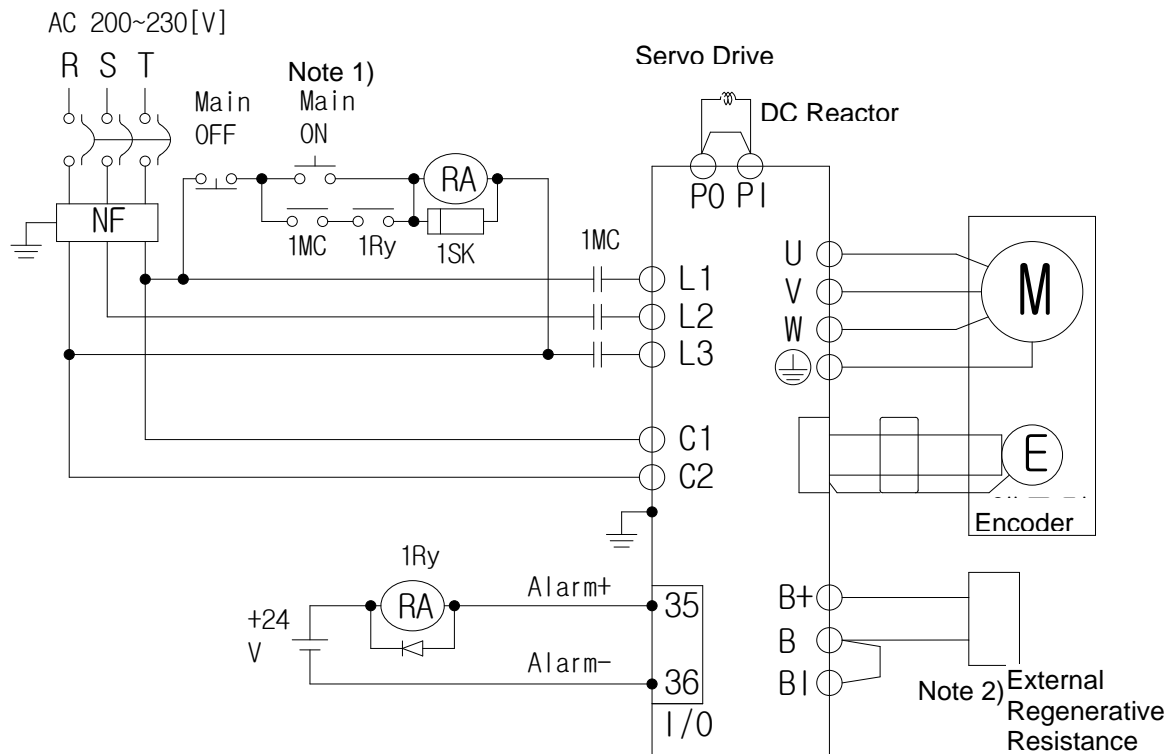 AC 200~230[V]
R S T
Servo Drive
Note 1)
Main
OFF
Main
ON
DC Reactor
RA
PO PI
NF
1MC
1Ry
1SK
1MC
L1
L2
L3
C1
C2
U
V
W
M
E
Encoder
1Ry
RA
+24
V
Alarm+
Alarm-
35
36
I/O
B+
B
BI
Note 2)
External
Regenerative
Resistance